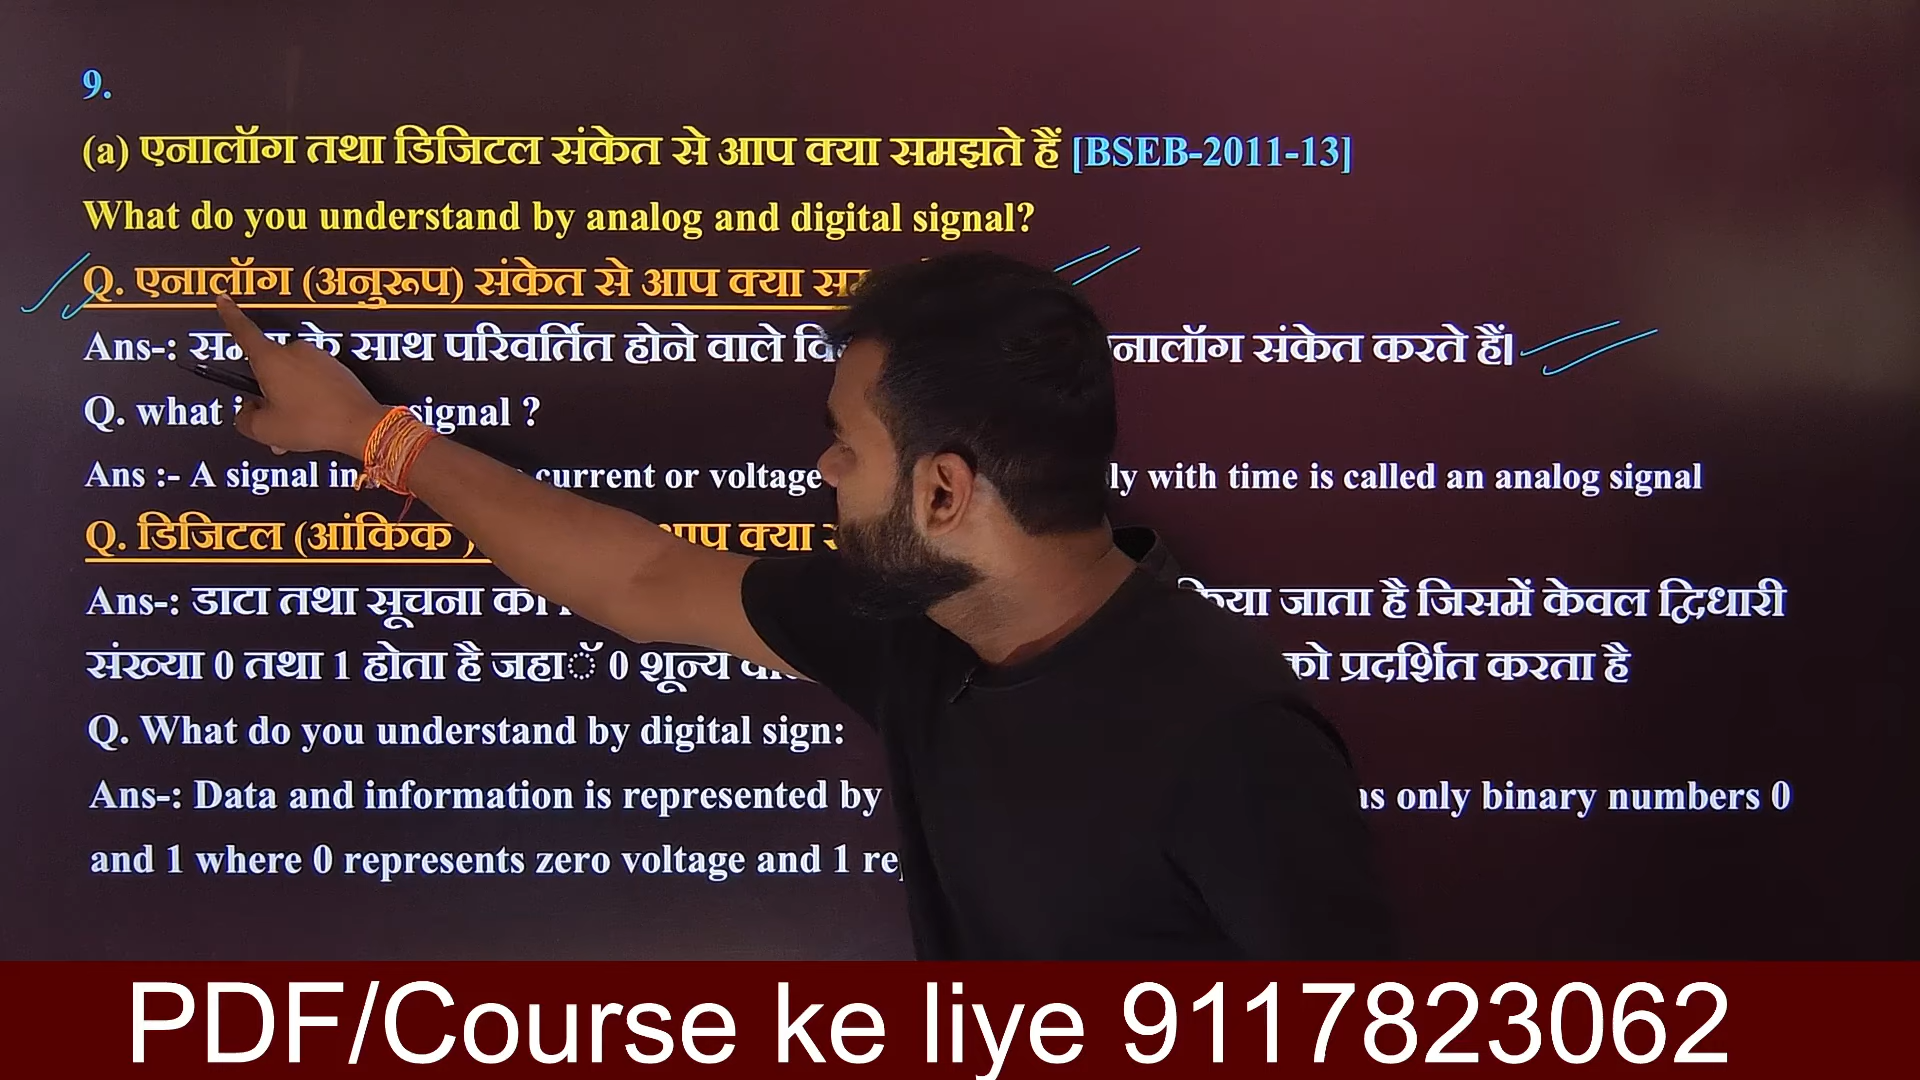 9.
(a) एनालॉग तथा डिजिटल संकेत से आप क्या समझते हैं [BSEB-2011-13]
What do you understand by analog and digital signal?
Q. एनालॉग (अनुरूप) संकेत से आप क्या
Ans-: के साथ परिवर्तित होने वाले संकेत करते हैं।
Q. what signal ?
Ans :- A signal in current or voltage with time is called an analog signal
Q. डिजिटल (आंकिक ) क्या
Ans-: डाटा तथा सूचना को जाता है जिसमें केवल द्विधारी
संख्या 0 तथा 1 होता है जहाॅं 0 शून्य को प्रदर्शित करता है
Q. What do you understand by digital sign:
Ans-: Data and information is represented by only binary numbers 0
and 1 where 0 represents zero voltage and 1
PDF/Course ke liye 9117823062